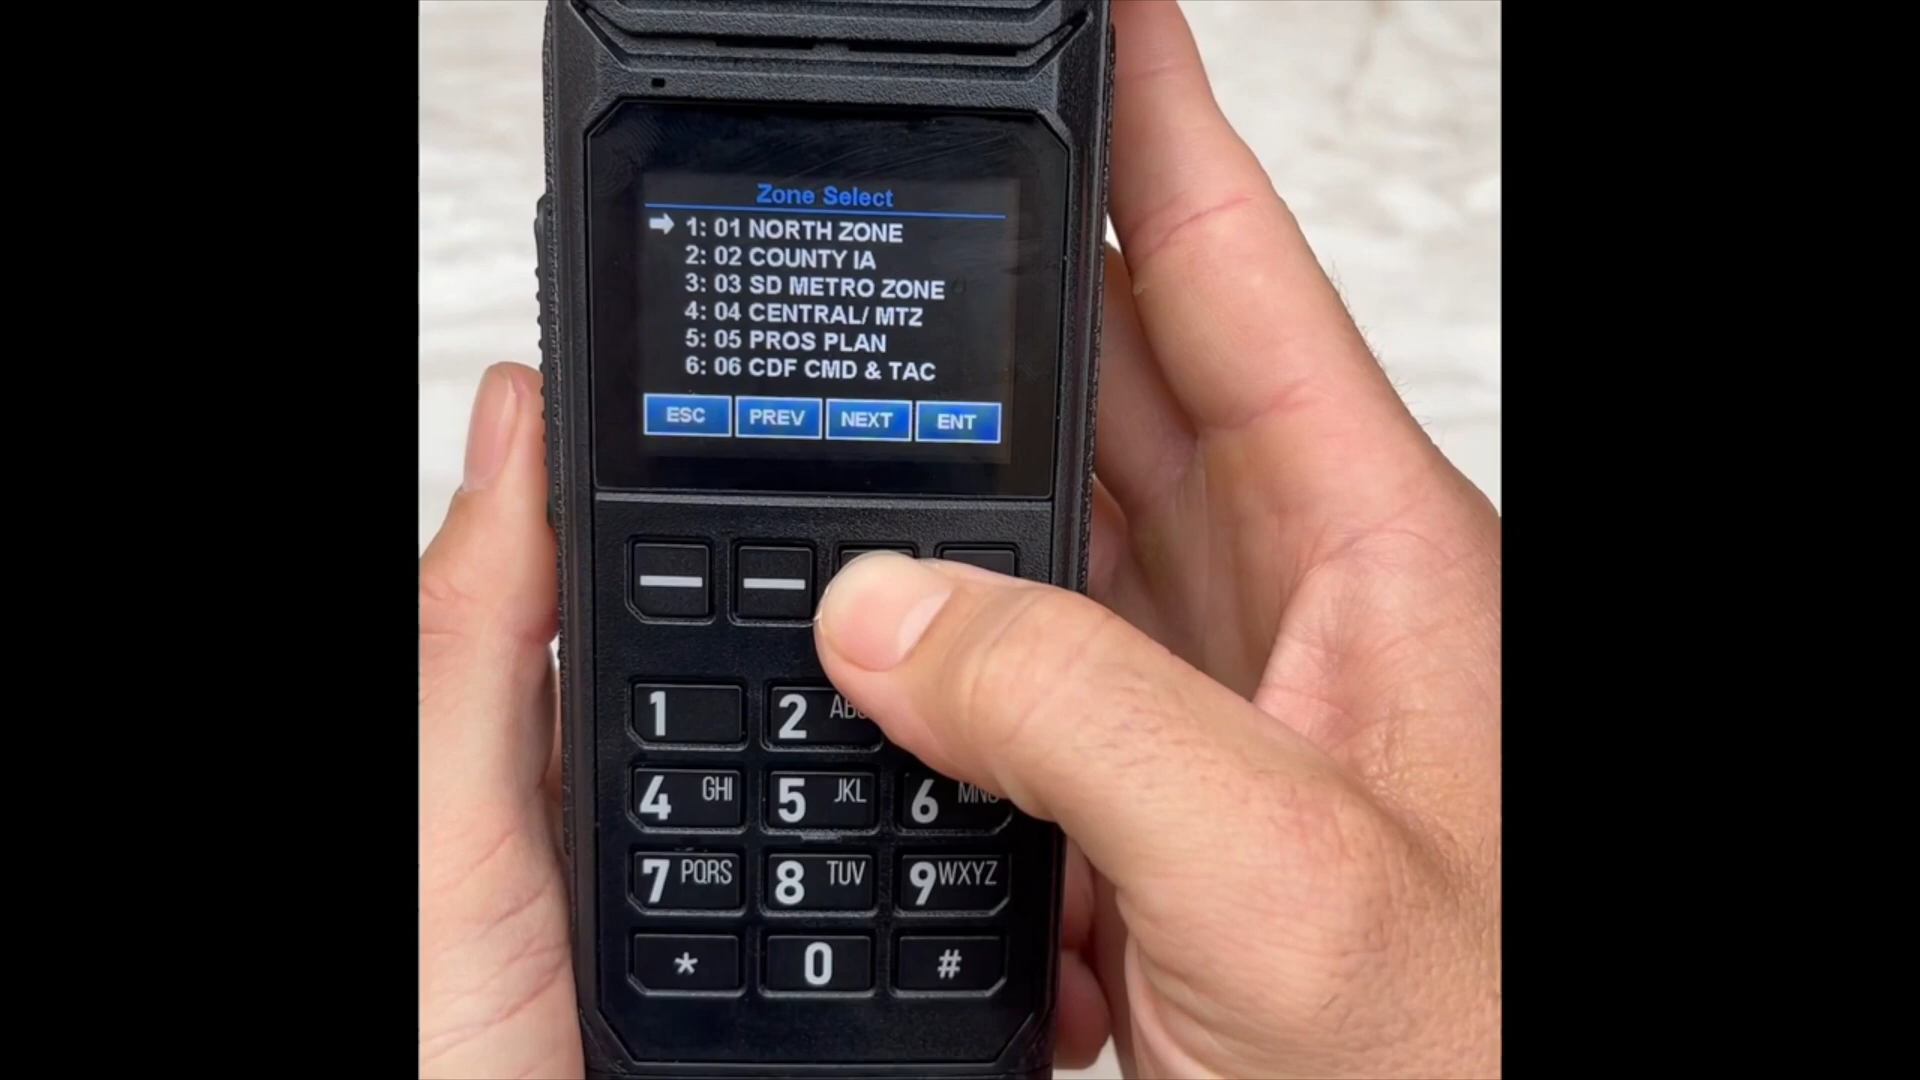 Zone Select
1: 01 NORTH ZONE
2: 02 COUNTY IA
3: 03 SD METRO ZONE
4: 04 CENTRAL/ MTZ
5: 05 PROS PLAN
6: 06 CDF CMD & TAC
ESC PREV NEXT ENT
1 2
4 GHI 5 JKL 6
7 PQRS 8 TUV 9 WXYZ
* 0 #